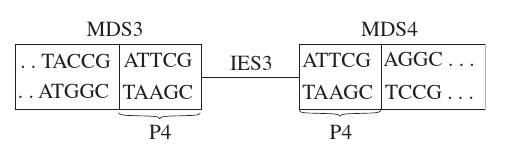 MDS3 MDS4
. . TACCG ATTCG IES3 ATTCG AGGC . . .
. . ATGGC TAAGC TAAGC TCCG . . .
P4 P4